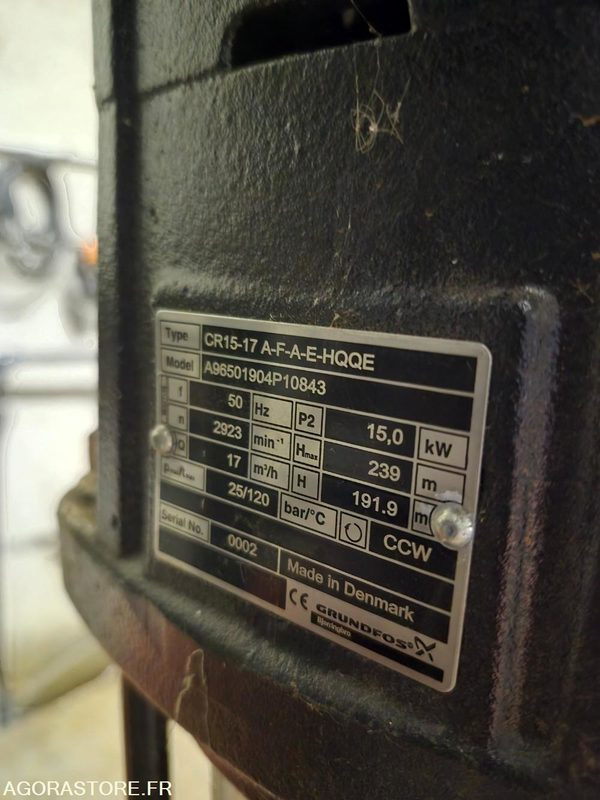 Type CR15-17 A-F-A-E-HQQE
Model A96501904P10843
f 50 Hz P2 15,0 kW
n 2923 min⁻¹ Hmax 239 m
Q 17 m³/h H 191.9 m
25/120 bar/°C CCW
Serial No. 0002 Made in Denmark
CE GRUNDFOS
Bjerringbro
AGORASTORE.FR